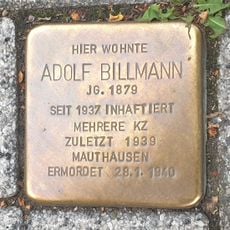 HIER WOHNTE
ADOLF BILLMANN
JG. 1879
SEIT 1937 INHAFTIERT
MEHRERE KZ
ZULETZT 1939
MAUTHAUSEN
ERMORDET 28.1.1940